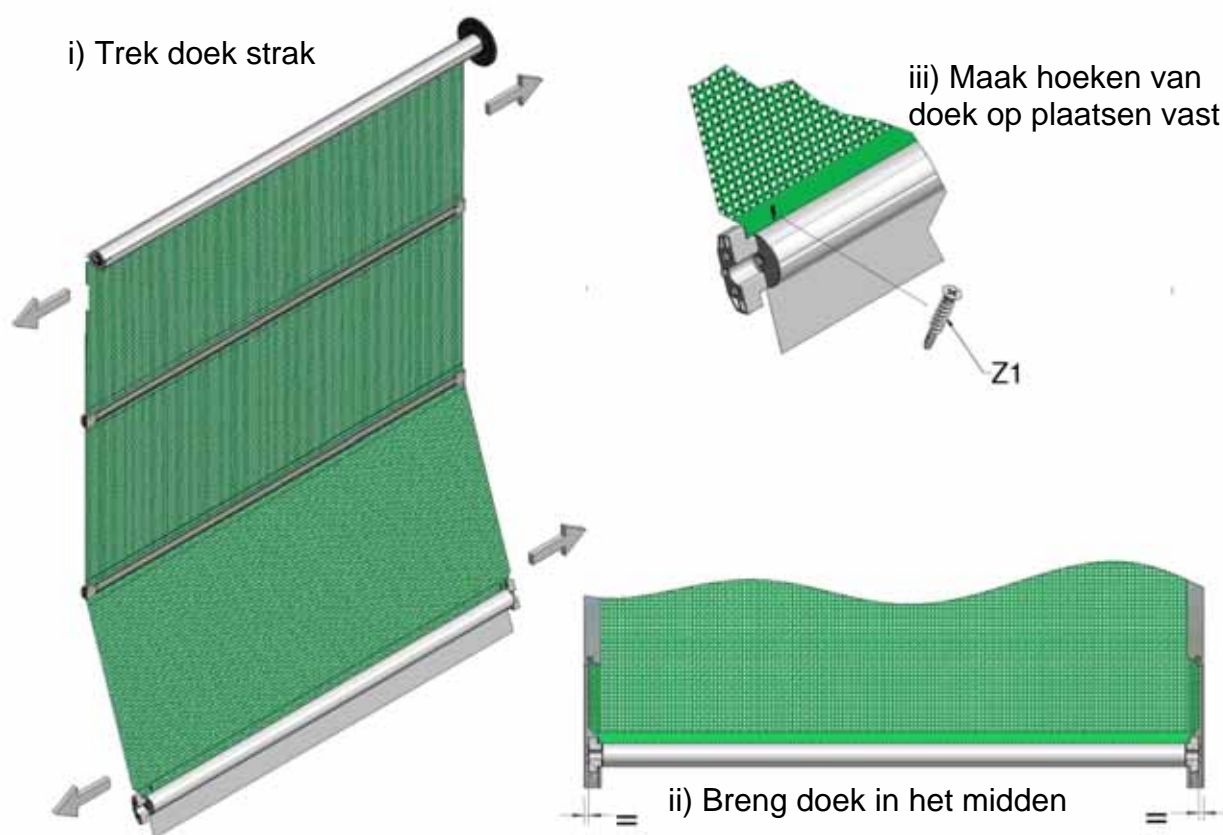 i) Trek doek strak
iii) Maak hoeken van
doek op plaatsen vast
Z1
ii) Breng doek in het midden
= =